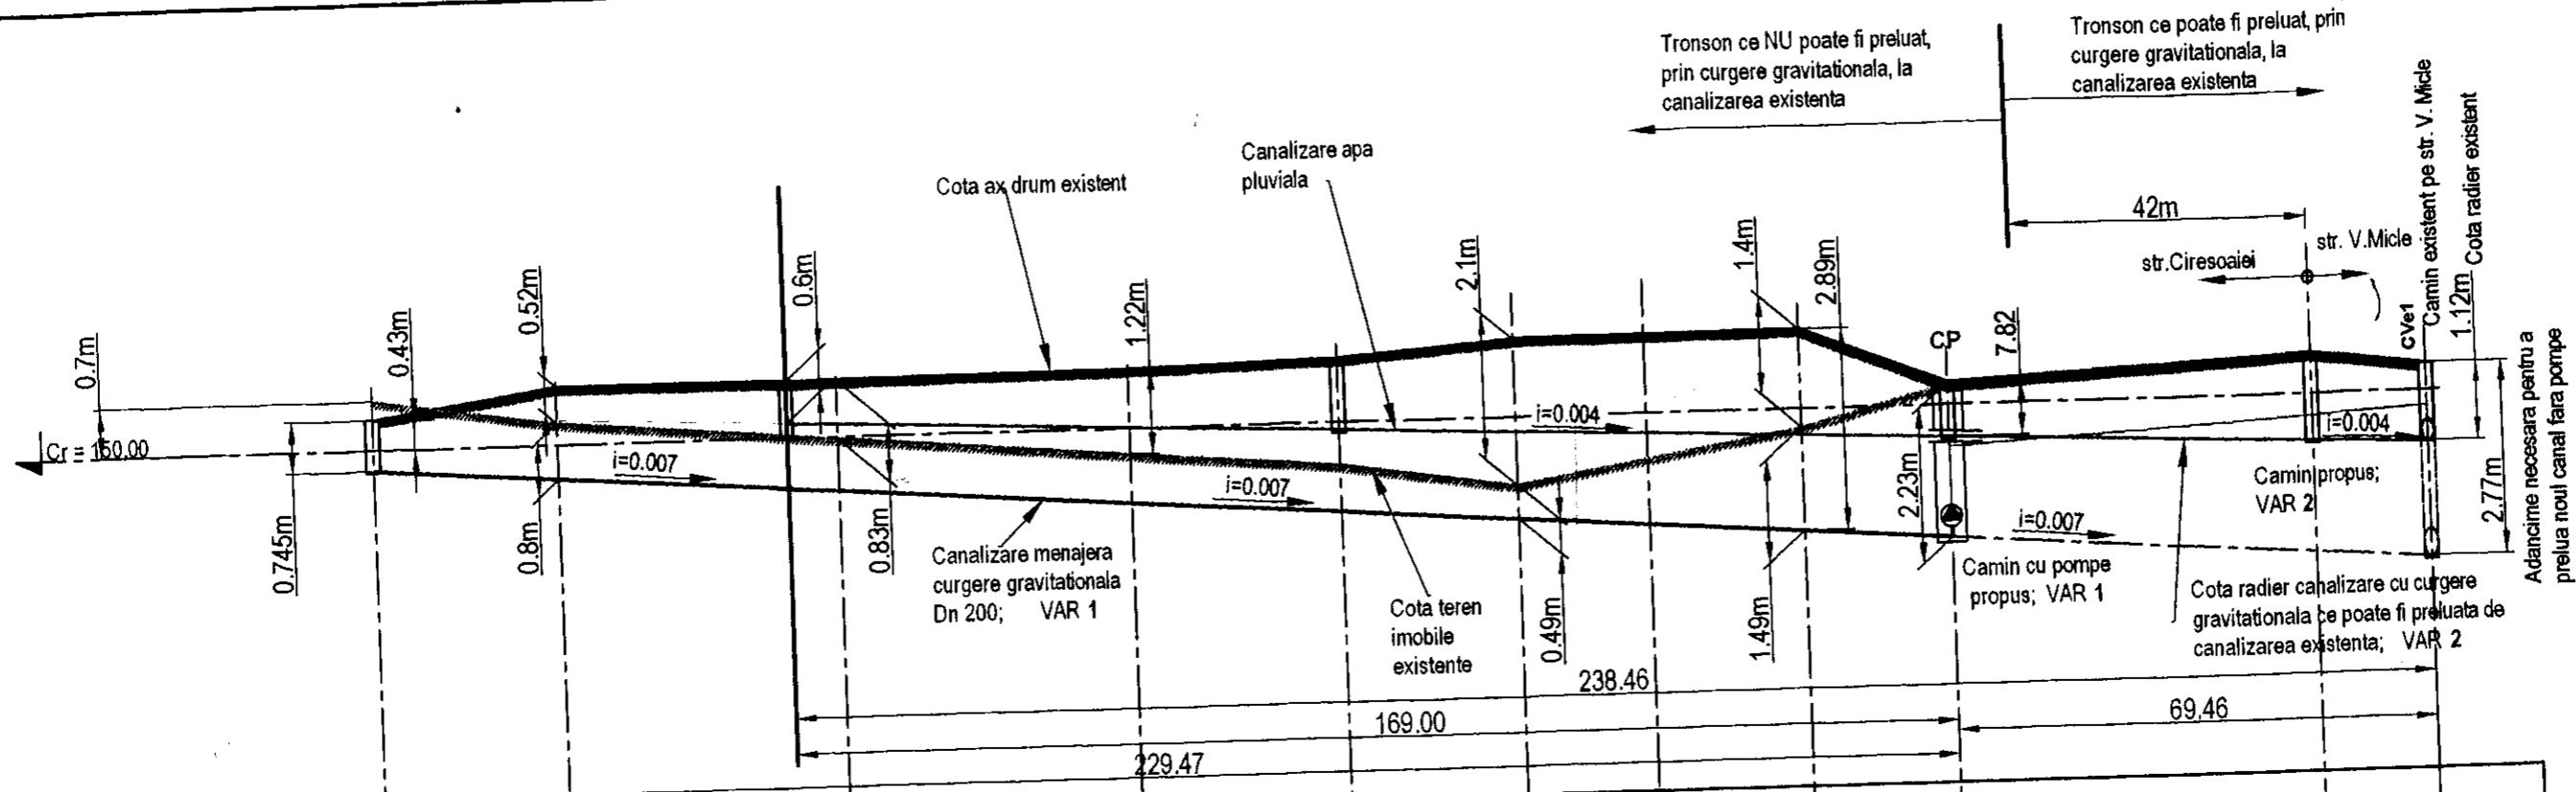 Tronson ce NU poate fi preluat,
prin curgere gravitationala, la
canalizarea existenta
Tronson ce poate fi preluat, prin
curgere gravitationala, la
canalizarea existenta
Camin existent pe str. V. Micle
Cota radier existent
42m
str. V.Micle
str.Ciresoaiei
Canalizare apa
pluviala
Cota ax drum existent
0.7m
0.43m
0.52m
0.6m
1.22m
2.1m
1.4m
2.89m
CP
7.82
CVe1
1.12m
Adancime necesara pentru a
prelua noul canal fara pompe
Cr = 150.00
i=0.007
i=0.007
i=0.004
i=0.004
i=0.007
0.745m
0.8m
0.83m
0.49m
1.49m
2.23m
2.77m
Canalizare menajera
curgere gravitationala
Dn 200; VAR 1
Cota teren
imobile
existente
Camin propus;
VAR 2
Camin cu pompe
propus; VAR 1
Cota radier canalizare cu curgere
gravitationala ce poate fi preluata de
canalizarea existenta; VAR 2
238.46
169.00
69.46
229.47